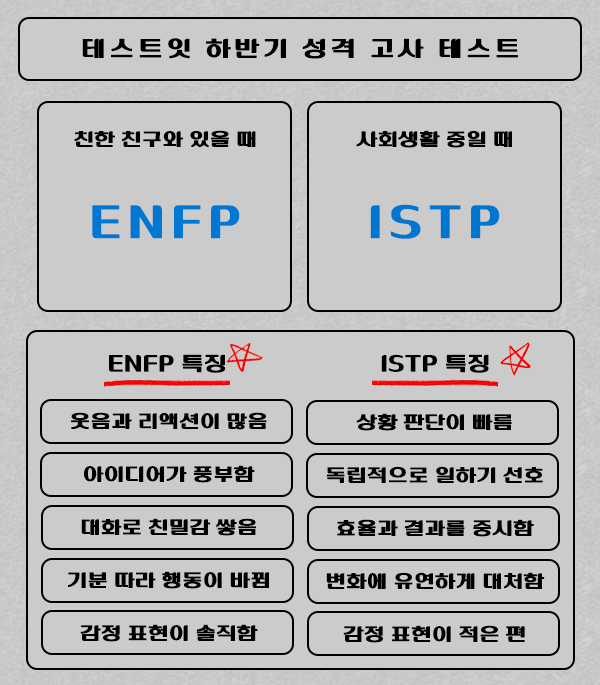 테스트잇 하반기 성격 고사 테스트
친한 친구와 있을 때
ENFP
사회생활 중일 때
ISTP
ENFP 특징
웃음과 리액션이 많음
아이디어가 풍부함
대화로 친밀감 쌓음
기분 따라 행동이 바뀜
감정 표현이 솔직함
ISTP 특징
상황 판단이 빠름
독립적으로 일하기 선호
효율과 결과를 중시함
변화에 유연하게 대처함
감정 표현이 적은 편